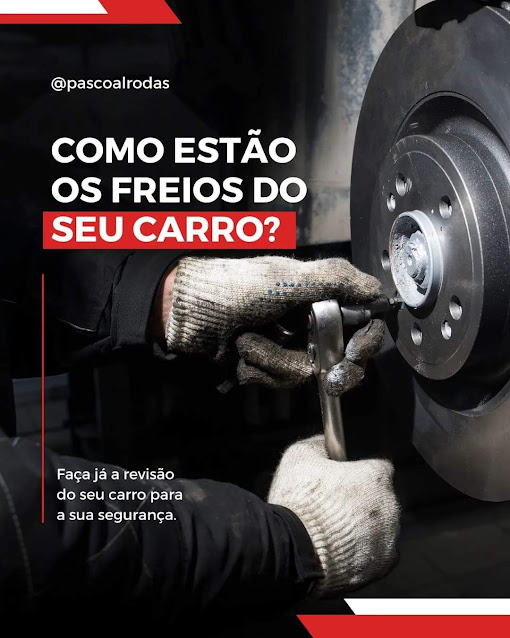 @pascoalrodas
COMO ESTÃO
OS FREIOS DO
SEU CARRO?
Faça já a revisão
do seu carro para
a sua segurança.